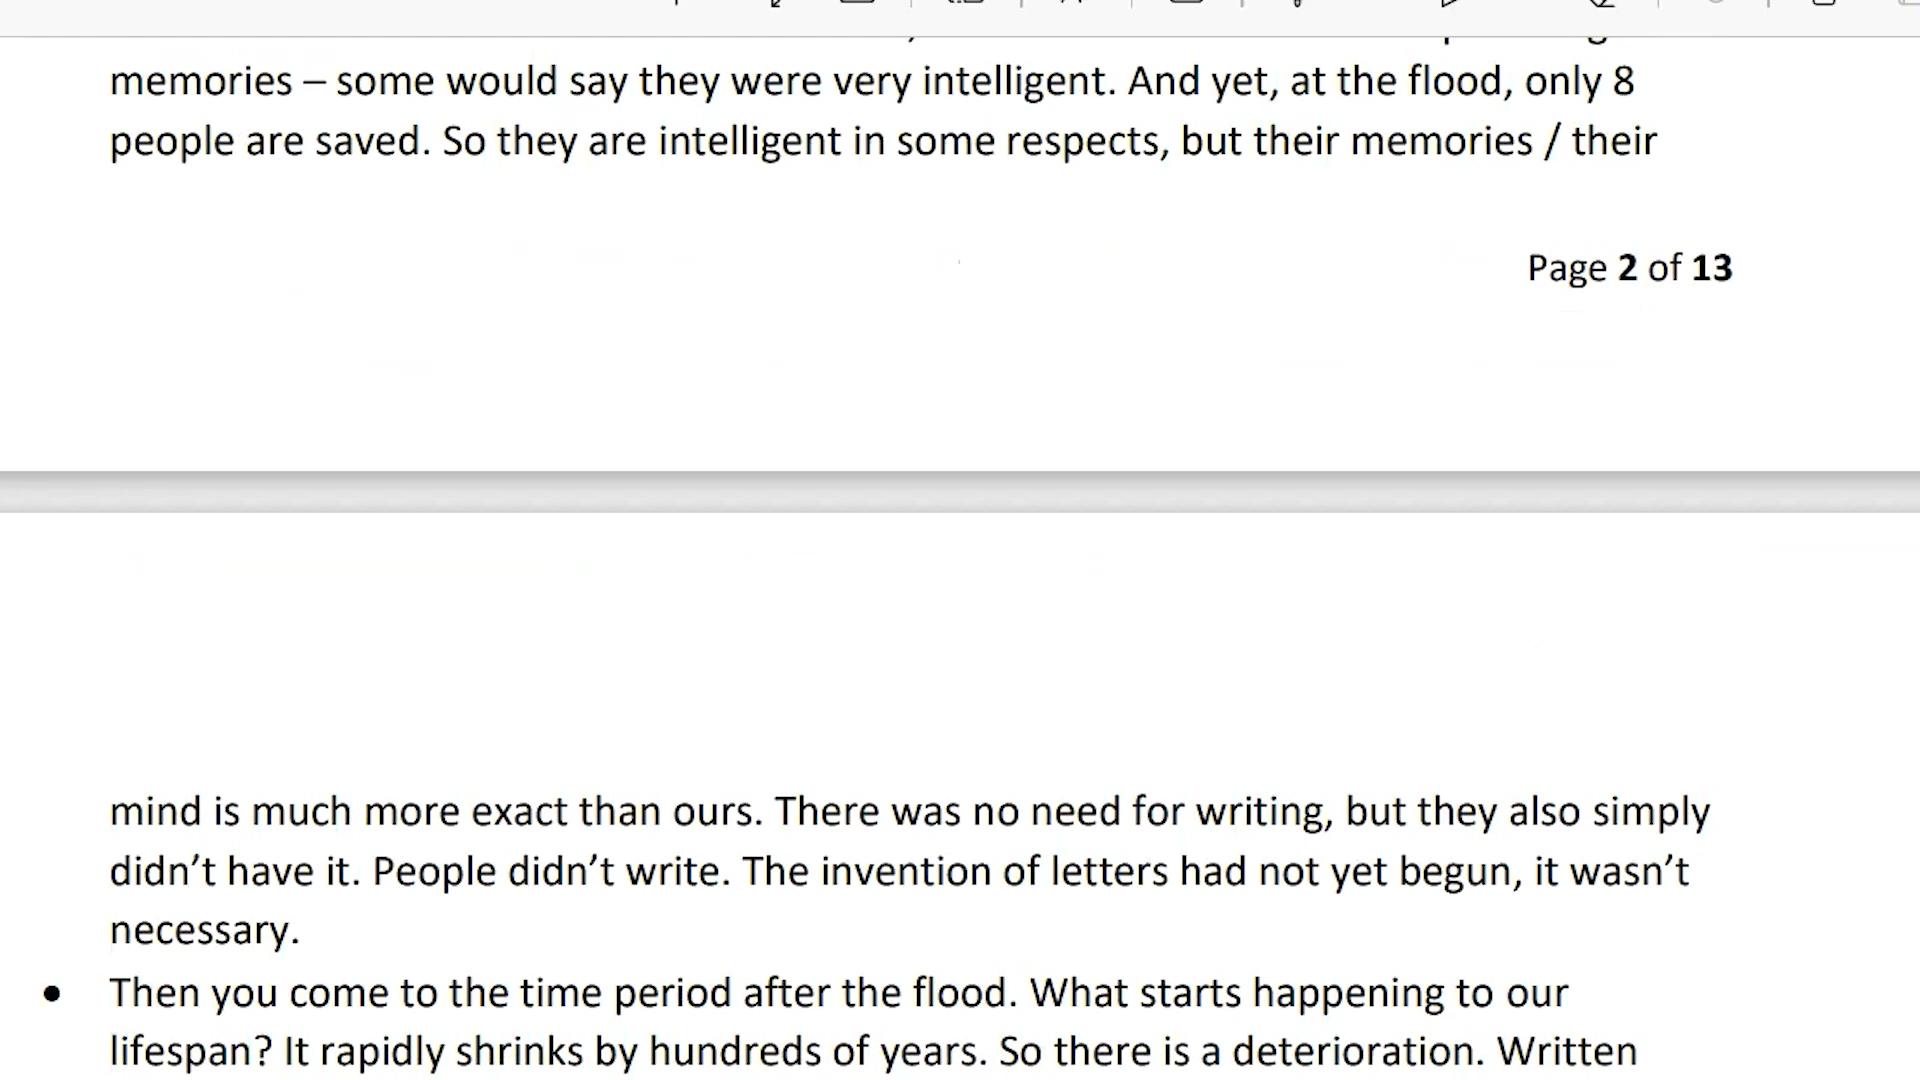 memories – some would say they were very intelligent. And yet, at the flood, only 8
people are saved. So they are intelligent in some respects, but their memories / their
Page 2 of 13
mind is much more exact than ours. There was no need for writing, but they also simply
didn’t have it. People didn’t write. The invention of letters had not yet begun, it wasn’t
necessary.
• Then you come to the time period after the flood. What starts happening to our
lifespan? It rapidly shrinks by hundreds of years. So there is a deterioration. Written